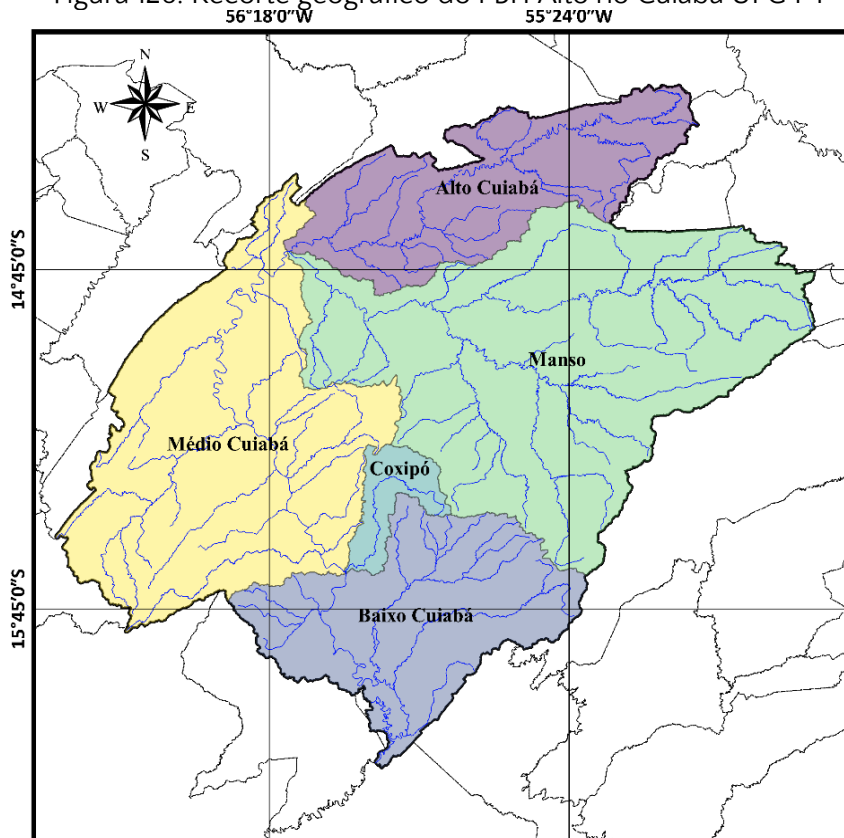 56°18'0"W
55°24'0"W
N
W
E
S
Alto Cuiabá
14°45'0"S
Manso
Médio Cuiabá
Coxipó
15°45'0"S
Baixo Cuiabá